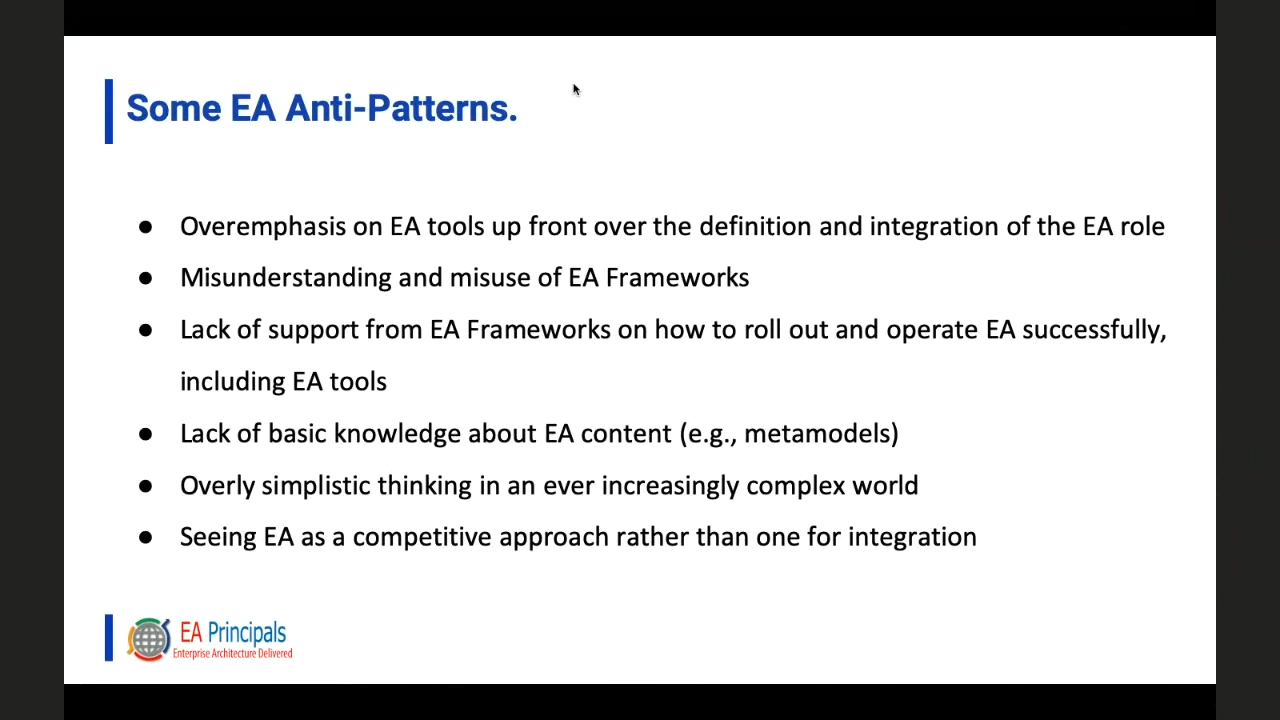 Some EA Anti-Patterns.
● Overemphasis on EA tools up front over the definition and integration of the EA role
● Misunderstanding and misuse of EA Frameworks
● Lack of support from EA Frameworks on how to roll out and operate EA successfully,
including EA tools
● Lack of basic knowledge about EA content (e.g., metamodels)
● Overly simplistic thinking in an ever increasingly complex world
● Seeing EA as a competitive approach rather than one for integration
EA Principals
Enterprise Architecture Delivered